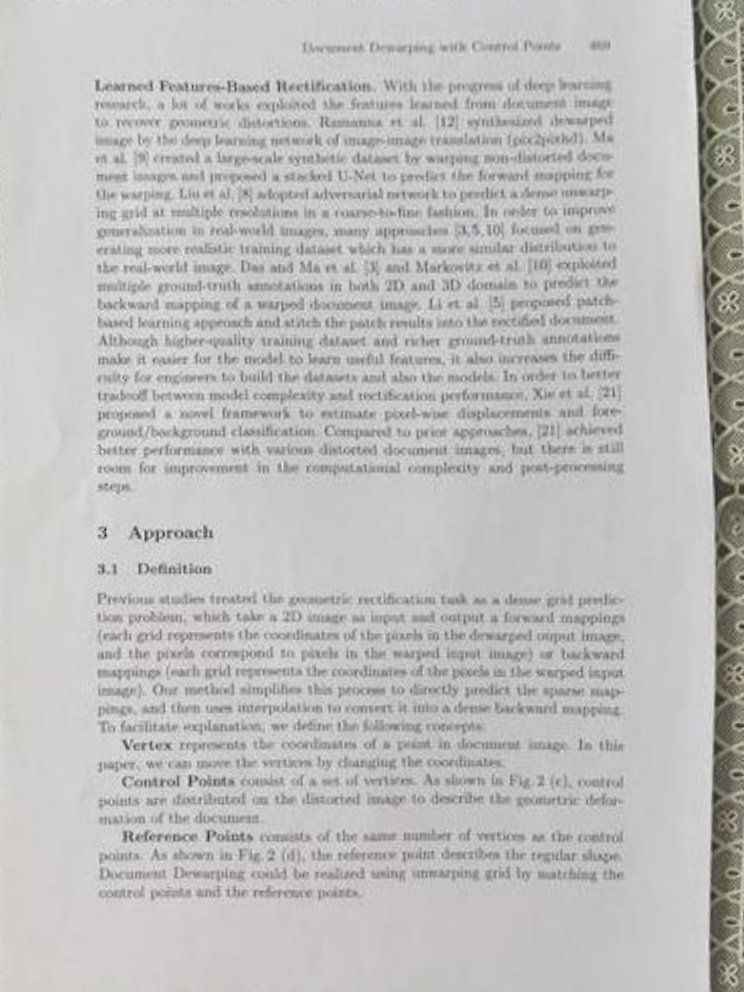 Document Dewarping with Control Points 469
Learned Features-Based Rectification. With the progress of deep learning
research, a lot of works exploited the features learned from document image
to recover geometric distortions. Ramanna et al. [12] synthesized dewarped
image by the deep learning network of image-image translation (pix2pixhd). Ma
et al. [9] created a large-scale synthetic dataset by warping non-distorted docu-
ment images and proposed a stacked U-Net to predict the forward mapping for
the warping. Liu et al. [8] adopted adversarial network to predict a dense unwarp-
ing grid at multiple resolutions in a coarse-to-fine fashion. In order to improve
generalization in real-world images, many approaches [3,5,10] focused on gen-
erating more realistic training dataset which has a more similar distribution to
the real-world image. Das and Ma et al. [3] and Markovitz et al. [10] exploited
multiple ground-truth annotations in both 2D and 3D domain to predict the
backward mapping of a warped document image. Li et al. [5] proposed patch-
based learning approach and stitch the patch results into the rectified document.
Although higher-quality training dataset and richer ground-truth annotations
make it easier for the model to learn useful features, it also increases the diffi-
culty for engineers to build the datasets and also the models. In order to better
tradeoff between model complexity and rectification performance, Xie et al. [21]
proposed a novel framework to estimate pixel-wise displacements and fore-
ground/background classification. Compared to prior approaches, [21] achieved
better performance with various distorted document images, but there is still
room for improvement in the computational complexity and post-processing
steps.
3 Approach
3.1 Definition
Previous studies treated the geometric rectification task as a dense grid predic-
tion problem, which take a 2D image as input and output a forward mappings
(each grid represents the coordinates of the pixels in the dewarped ouput image,
and the pixels correspond to pixels in the warped input image) or backward
mappings (each grid represents the coordinates of the pixels in the warped input
image). Our method simplifies this process to directly predict the sparse map-
pings, and then uses interpolation to convert it into a dense backward mapping.
To facilitate explanation, we define the following concepts:
Vertex represents the coordinates of a point in document image. In this
paper, we can move the vertices by changing the coordinates.
Control Points consist of a set of vertices. As shown in Fig. 2 (c), control
points are distributed on the distorted image to describe the geometric defor-
mation of the document.
Reference Points consists of the same number of vertices as the control
points. As shown in Fig. 2 (d), the reference point describes the regular shape.
Document Dewarping could be realized using unwarping grid by matching the
control points and the reference points.